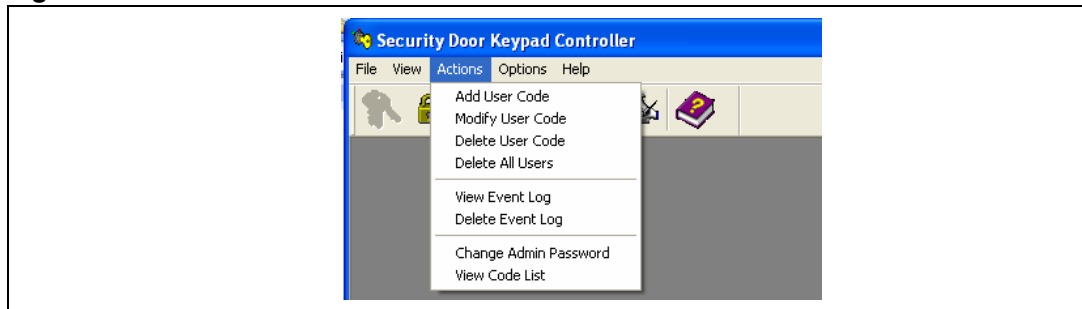 Security Door Keypad Controller
File View Actions Options Help
Add User Code
Modify User Code
Delete User Code
Delete All Users
View Event Log
Delete Event Log
Change Admin Password
View Code List